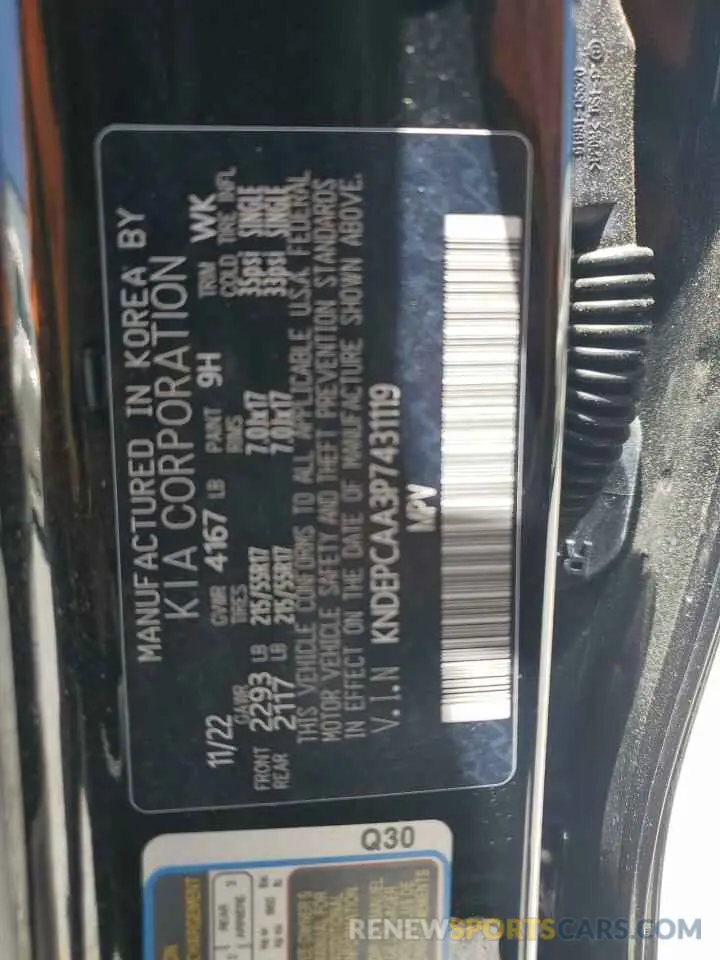 MANUFACTURED IN KOREA BY
KIA CORPORATION
11/22 GVWR 4167 LB PAINT 9H TRIM WK
GAWR TIRES RIMS COLD TIRE INFL
FRONT 2293 LB 215/55R17 7.0Jx17 35psi SINGLE
REAR 2117 LB 215/55R17 7.0Jx17 33psi SINGLE
THIS VEHICLE CONFORMS TO ALL APPLICABLE U.S.A. FEDERAL
MOTOR VEHICLE SAFETY AND THEFT PREVENTION STANDARDS
IN EFFECT ON THE DATE OF MANUFACTURE SHOWN ABOVE.
V.I.N KNDEPCAA3P7431119
MPV
Q30
REAR
RENEWSPORTSCARS.COM